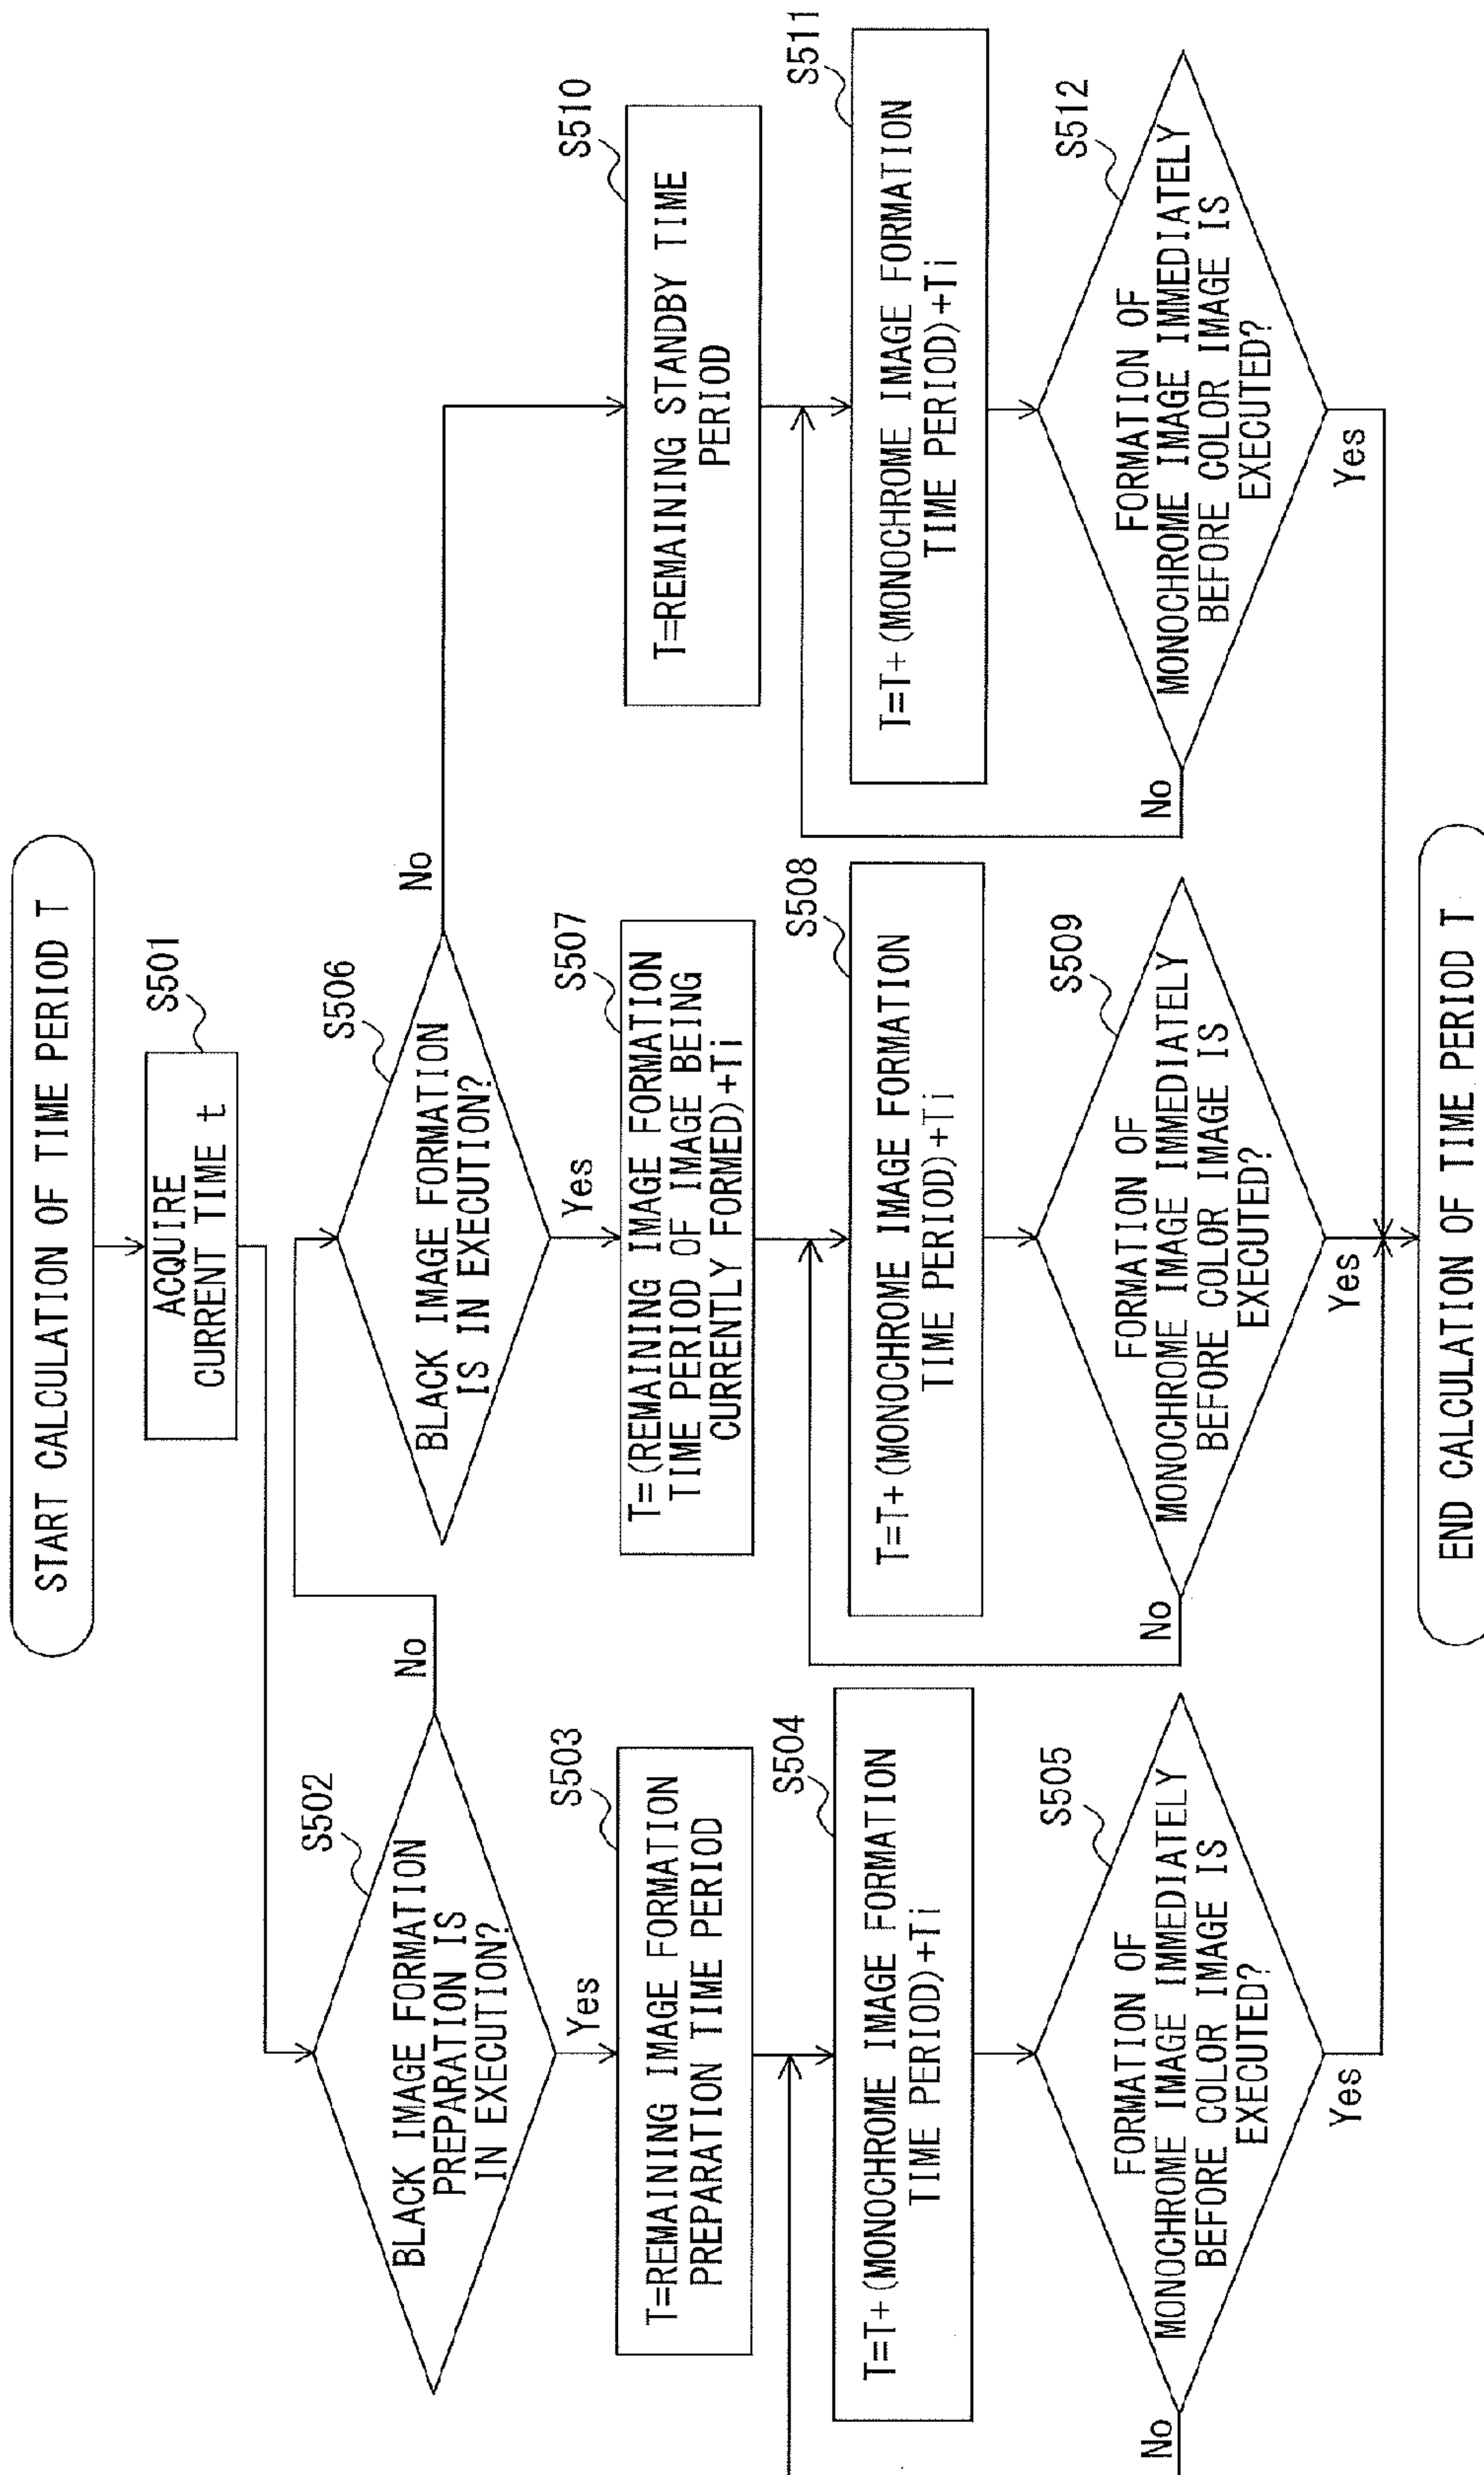 START CALCULATION OF TIME PERIOD T
S501
ACQUIRE
CURRENT TIME t
S502
BLACK IMAGE FORMATION
PREPARATION IS
IN EXECUTION?
No
Yes
S503
T=REMAINING IMAGE FORMATION
PREPARATION TIME PERIOD
S504
T=T+(MONOCHROME IMAGE FORMATION
TIME PERIOD)+Ti
S505
FORMATION OF
MONOCHROME IMAGE IMMEDIATELY
BEFORE COLOR IMAGE IS
EXECUTED?
No
Yes
S506
BLACK IMAGE FORMATION
IS IN EXECUTION?
No
Yes
S507
T=(REMAINING IMAGE FORMATION
TIME PERIOD OF IMAGE BEING
CURRENTLY FORMED)+Ti
S508
T=T+(MONOCHROME IMAGE FORMATION
TIME PERIOD)+Ti
S509
FORMATION OF
MONOCHROME IMAGE IMMEDIATELY
BEFORE COLOR IMAGE IS
EXECUTED?
No
Yes
S510
T=REMAINING STANDBY TIME
PERIOD
S511
T=T+(MONOCHROME IMAGE FORMATION
TIME PERIOD)+Ti
S512
FORMATION OF
MONOCHROME IMAGE IMMEDIATELY
BEFORE COLOR IMAGE IS
EXECUTED?
No
Yes
END CALCULATION OF TIME PERIOD T